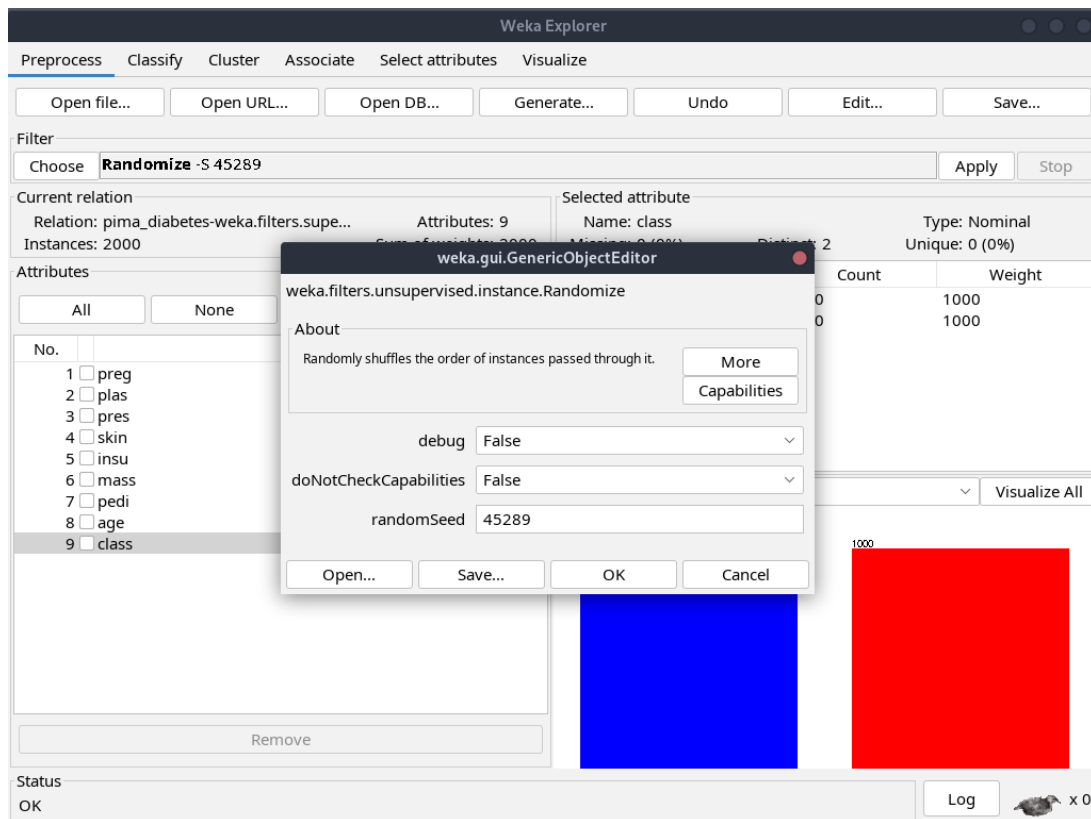 Weka Explorer
Preprocess Classify Cluster Associate Select attributes Visualize
Open file... Open URL... Open DB... Generate... Undo Edit... Save...
Filter
Choose Randomize -S 45289 Apply Stop
Current relation
Relation: pima_diabetes-weka.filters.supe... Attributes: 9
Instances: 2000
Selected attribute
Name: class Type: Nominal
2 Unique: 0 (0%)
Attributes
All None
No.
1 preg
2 plas
3 pres
4 skin
5 insu
6 mass
7 pedi
8 age
9 class
Remove
weka.gui.GenericObjectEditor
weka.filters.unsupervised.instance.Randomize
About
Randomly shuffles the order of instances passed through it.
More
Capabilities
debug False
doNotCheckCapabilities False
randomSeed 45289
Open... Save... OK Cancel
Count Weight
0 1000
0 1000
Visualize All
1000
Status
OK
Log x 0